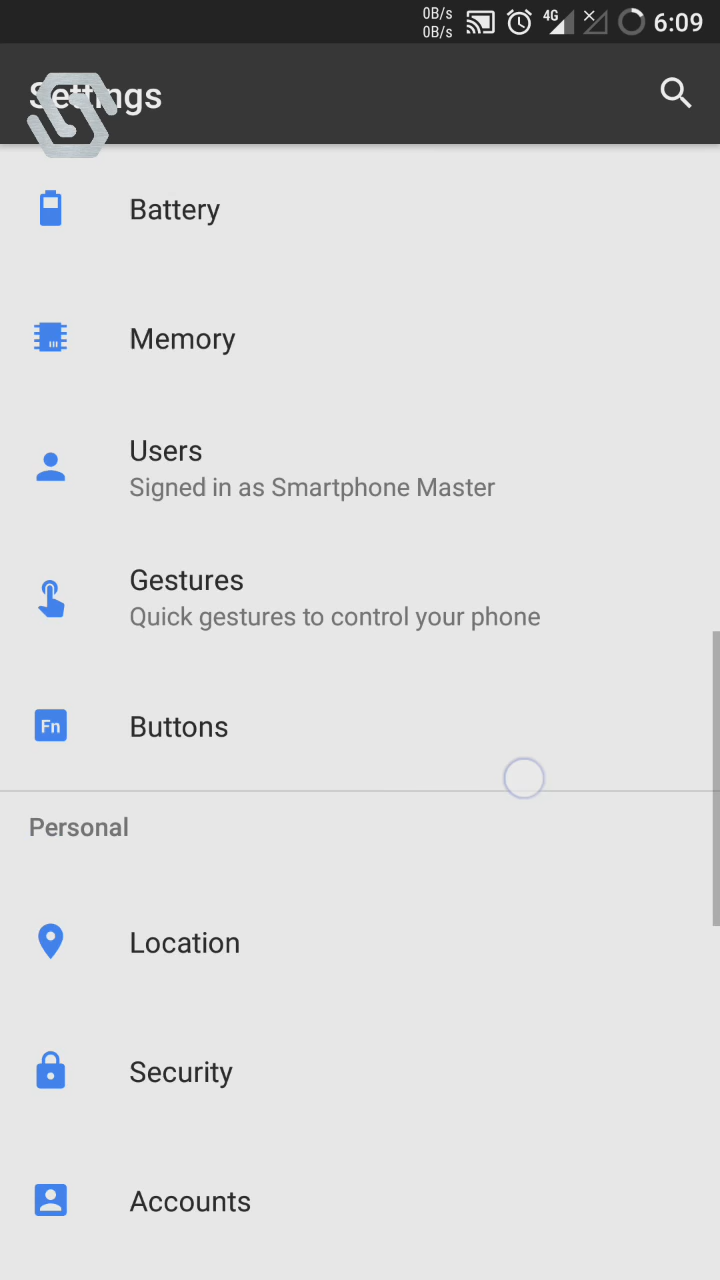 0B/s
0B/s
4G
6:09
Settings
Battery
Memory
Users
Signed in as Smartphone Master
Gestures
Quick gestures to control your phone
Fn
Buttons
Personal
Location
Security
Accounts